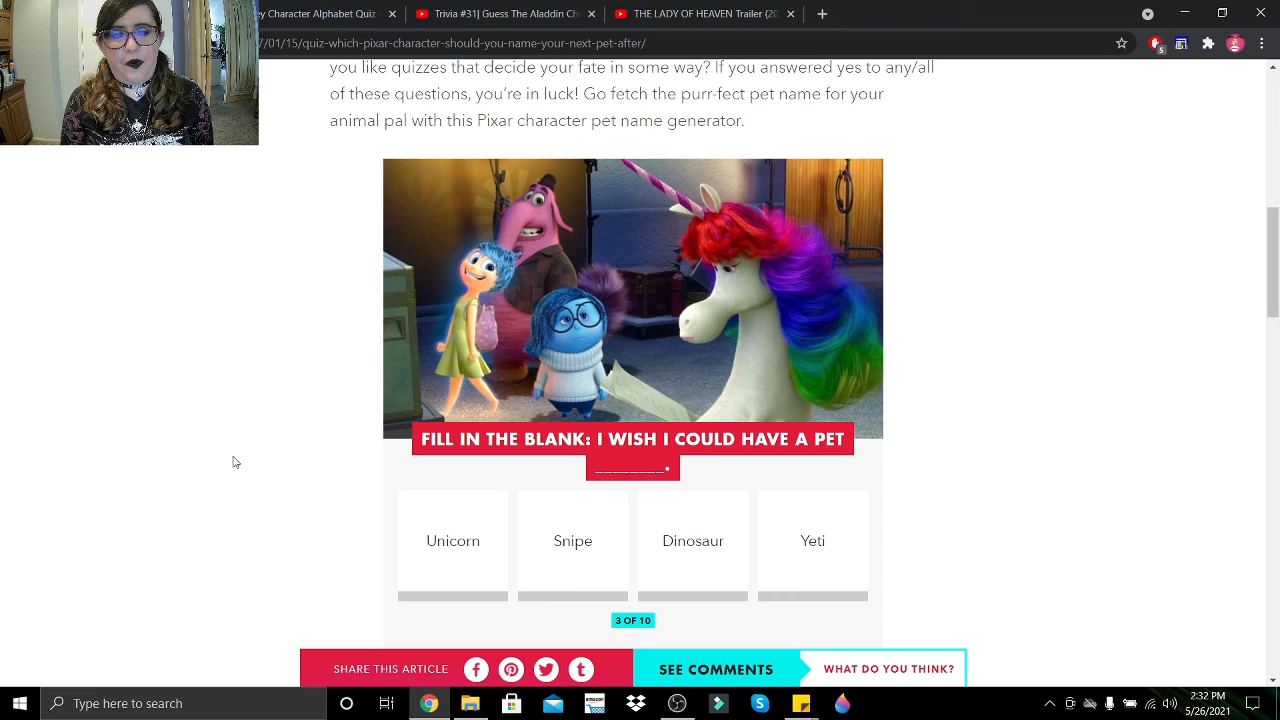 ey Character Alphabet Quiz -
Trivia #31| Guess The Aladdin Ch
THE LADY OF HEAVEN Trailer (20
/01/15/quiz-which-pixar-character-should-you-name-your-next-pet-after/
you like quizzes that decide your fate in some way? If you answered yes to any/all
of these questions, you're in luck! Go fetch the purr-fect pet name for your
animal pal with this Pixar character pet name generator.
FILL IN THE BLANK: I WISH I COULD HAVE A PET
________.
Unicorn
Snipe
Dinosaur
Yeti
3 OF 10
SHARE THIS ARTICLE
SEE COMMENTS
WHAT DO YOU THINK?
Type here to search
2:32 PM
5/26/2021